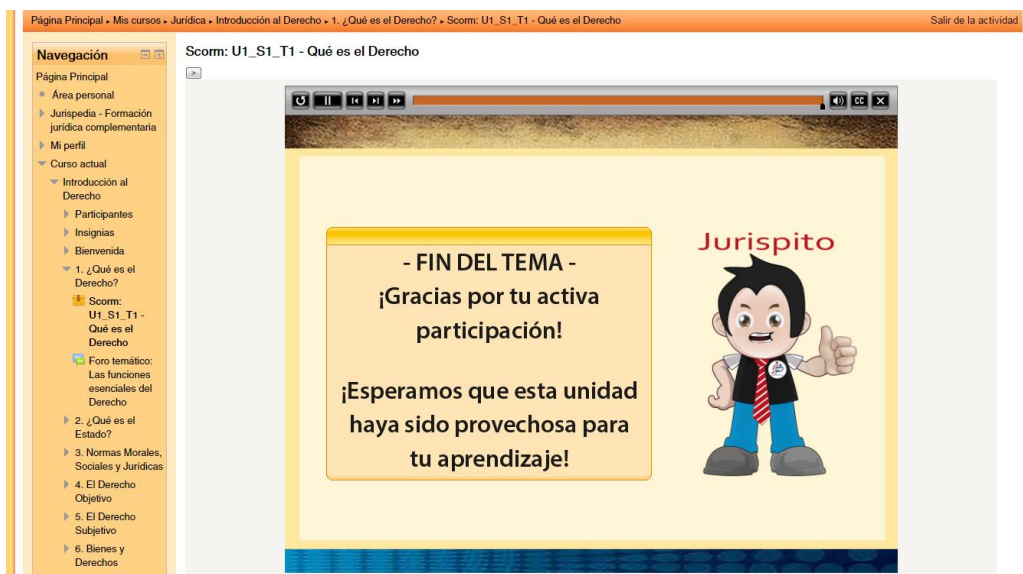 Página Principal ▸ Mis cursos ▸ Jurídica ▸ Introducción al Derecho ▸ 1. ¿Qué es el Derecho? ▸ Scorm: U1_S1_T1 - Qué es el Derecho
Salir de la actividad
Navegación
Página Principal
Área personal
Jurispedia - Formación
jurídica complementaria
Mi perfil
Curso actual
Introducción al
Derecho
Participantes
Insignias
Bienvenida
1. ¿Qué es el
Derecho?
Scorm:
U1_S1_T1 -
Qué es el
Derecho
Foro temático:
Las funciones
esenciales del
Derecho
2. ¿Qué es el
Estado?
3. Normas Morales,
Sociales y Jurídicas
4. El Derecho
Objetivo
5. El Derecho
Subjetivo
6. Bienes y
Derechos
Scorm: U1_S1_T1 - Qué es el Derecho
>
CC
- FIN DEL TEMA -
¡Gracias por tu activa
participación!
¡Esperamos que esta unidad
haya sido provechosa para
tu aprendizaje!
Jurispito